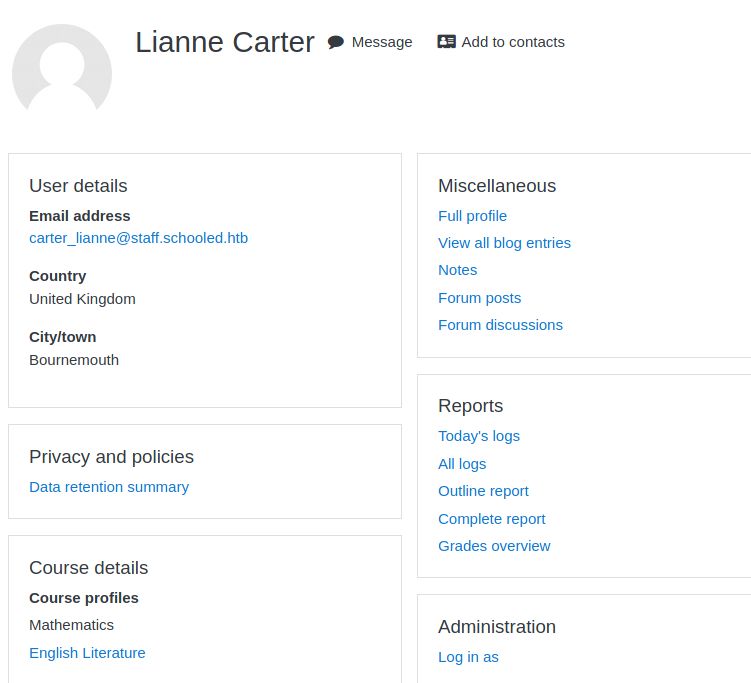 Lianne Carter Message Add to contacts
User details
Email address
carter_lianne@staff.schooled.htb
Country
United Kingdom
City/town
Bournemouth
Privacy and policies
Data retention summary
Course details
Course profiles
Mathematics
English Literature
Miscellaneous
Full profile
View all blog entries
Notes
Forum posts
Forum discussions
Reports
Today's logs
All logs
Outline report
Complete report
Grades overview
Administration
Log in as